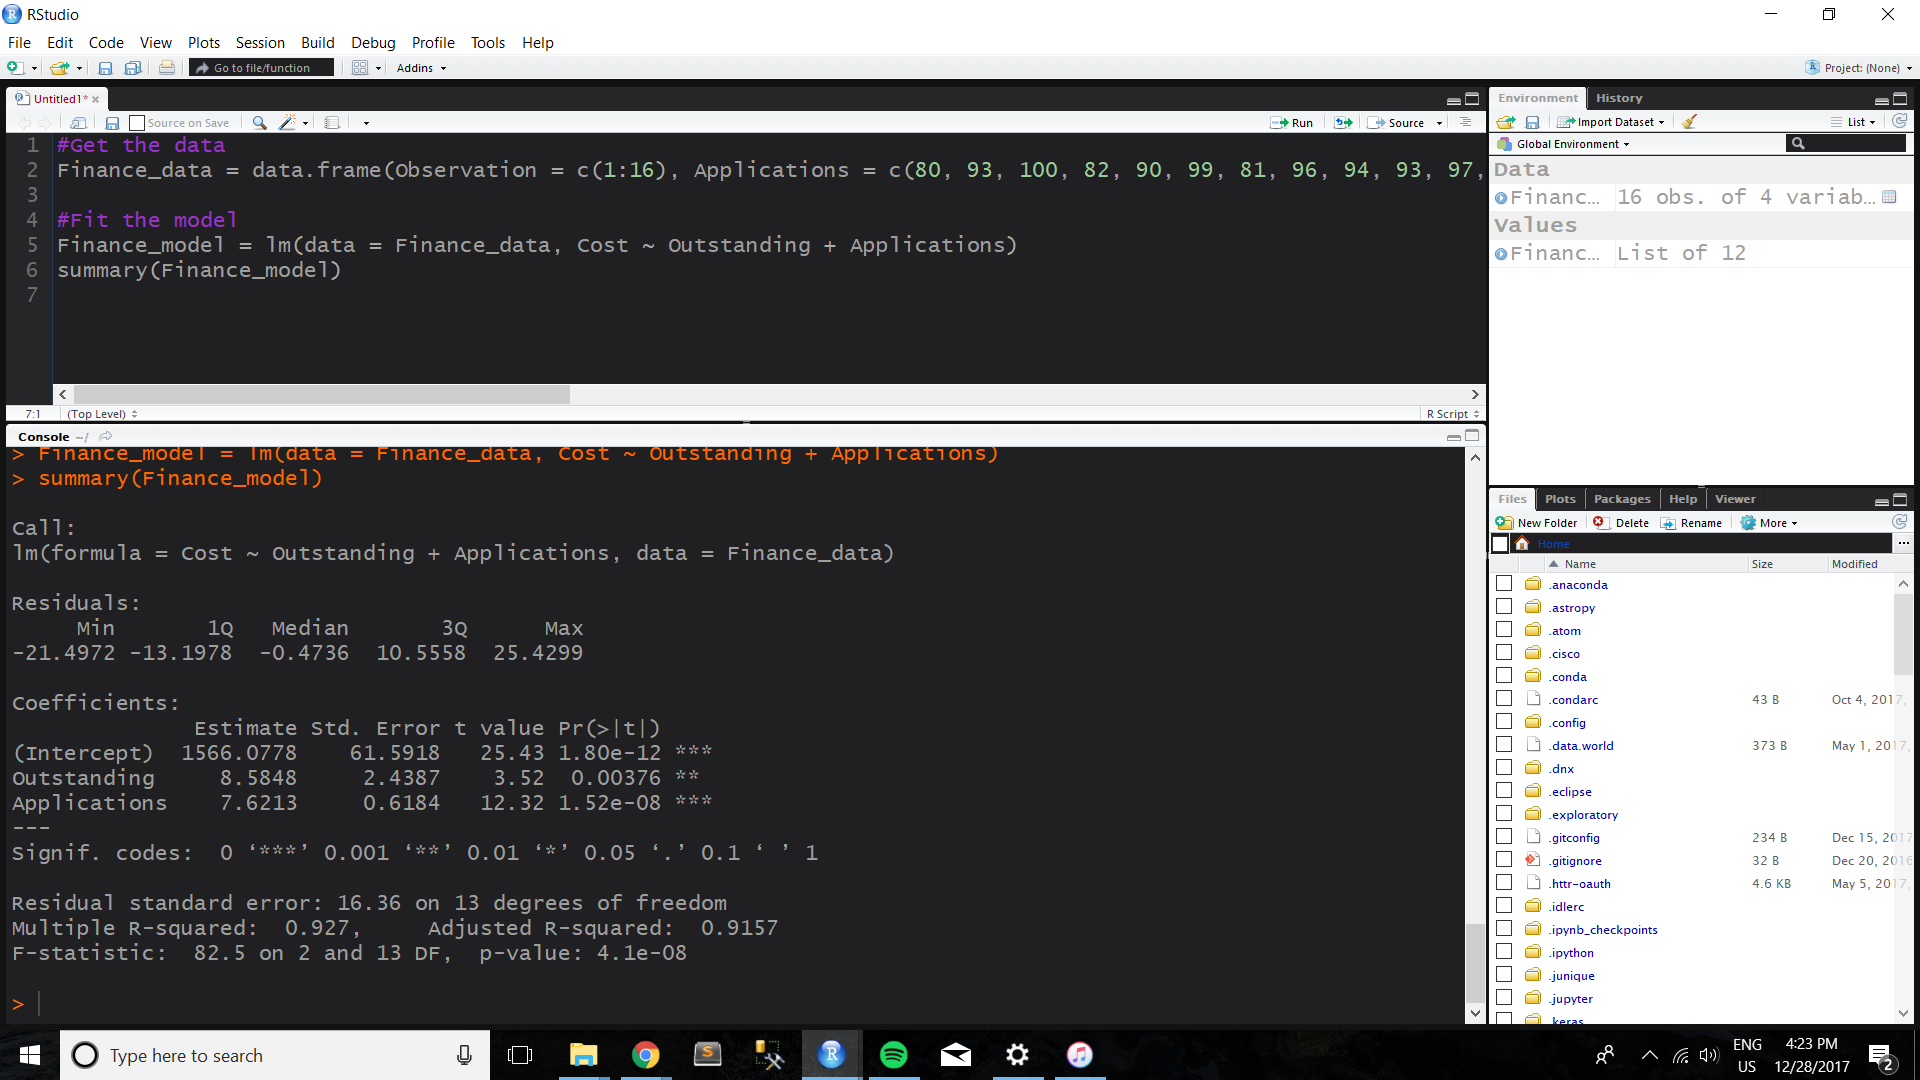 RStudio
File Edit Code View Plots Session Build Debug Profile Tools Help
Go to file/function Addins Project: (None)
Untitled1*
Source on Save Run Source
1 #Get the data
2 Finance_data = data.frame(Observation = c(1:16), Applications = c(80, 93, 100, 82, 90, 99, 81, 96, 94, 93, 97,
3
4 #Fit the model
5 Finance_model = lm(data = Finance_data, Cost ~ Outstanding + Applications)
6 summary(Finance_model)
7
7:1 (Top Level) R Script
Console ~/
> Finance_model = lm(data = Finance_data, Cost ~ Outstanding + Applications)
> summary(Finance_model)
Call:
lm(formula = Cost ~ Outstanding + Applications, data = Finance_data)
Residuals:
Min 1Q Median 3Q Max
-21.4972 -13.1978 -0.4736 10.5558 25.4299
Coefficients:
Estimate Std. Error t value Pr(>|t|)
(Intercept) 1566.0778 61.5918 25.43 1.80e-12 ***
Outstanding 8.5848 2.4387 3.52 0.00376 **
Applications 7.6213 0.6184 12.32 1.52e-08 ***
---
Signif. codes: 0 ‘***’ 0.001 ‘**’ 0.01 ‘*’ 0.05 ‘.’ 0.1 ‘ ’ 1
Residual standard error: 16.36 on 13 degrees of freedom
Multiple R-squared: 0.927, Adjusted R-squared: 0.9157
F-statistic: 82.5 on 2 and 13 DF, p-value: 4.1e-08
>
Environment History
Import Dataset List
Global Environment
Data
Financ... 16 obs. of 4 variab...
Values
Financ... List of 12
Files Plots Packages Help Viewer
New Folder Delete Rename More
Home ...
Name Size Modified
.anaconda
.astropy
.atom
.cisco
.conda
.condarc 43 B Oct 4, 2017,
.config
.data.world 373 B May 1, 2017,
.dnx
.eclipse
.exploratory
.gitconfig 234 B Dec 15, 2017
.gitignore 32 B Dec 20, 2016
.httr-oauth 4.6 KB May 5, 2017,
.idlerc
.ipynb_checkpoints
.ipython
.junique
.jupyter
.keras
Type here to search
ENG
US
4:23 PM
12/28/2017
2